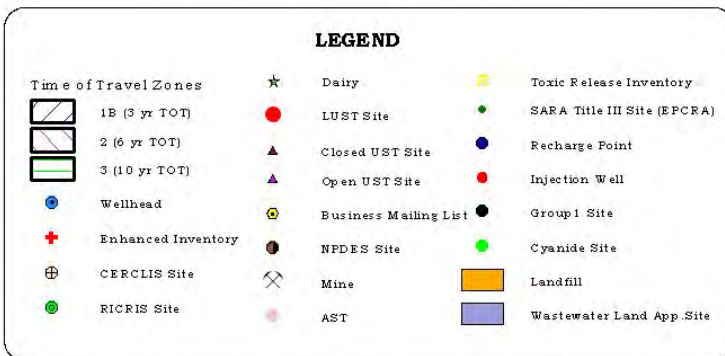 LEGEND
Time of Travel Zones
1B (3 yr TOT)
2 (6 yr TOT)
3 (10 yr TOT)
Wellhead
Enhanced Inventory
CERCLIS Site
RICRIS Site
Dairy
LUST Site
Closed UST Site
Open UST Site
Business Mailing List
NPDES Site
Mine
AST
Toxic Release Inventory
SARA Title III Site (EPCRA)
Recharge Point
Injection Well
Group1 Site
Cyanide Site
Landfill
Wastewater Land App.Site